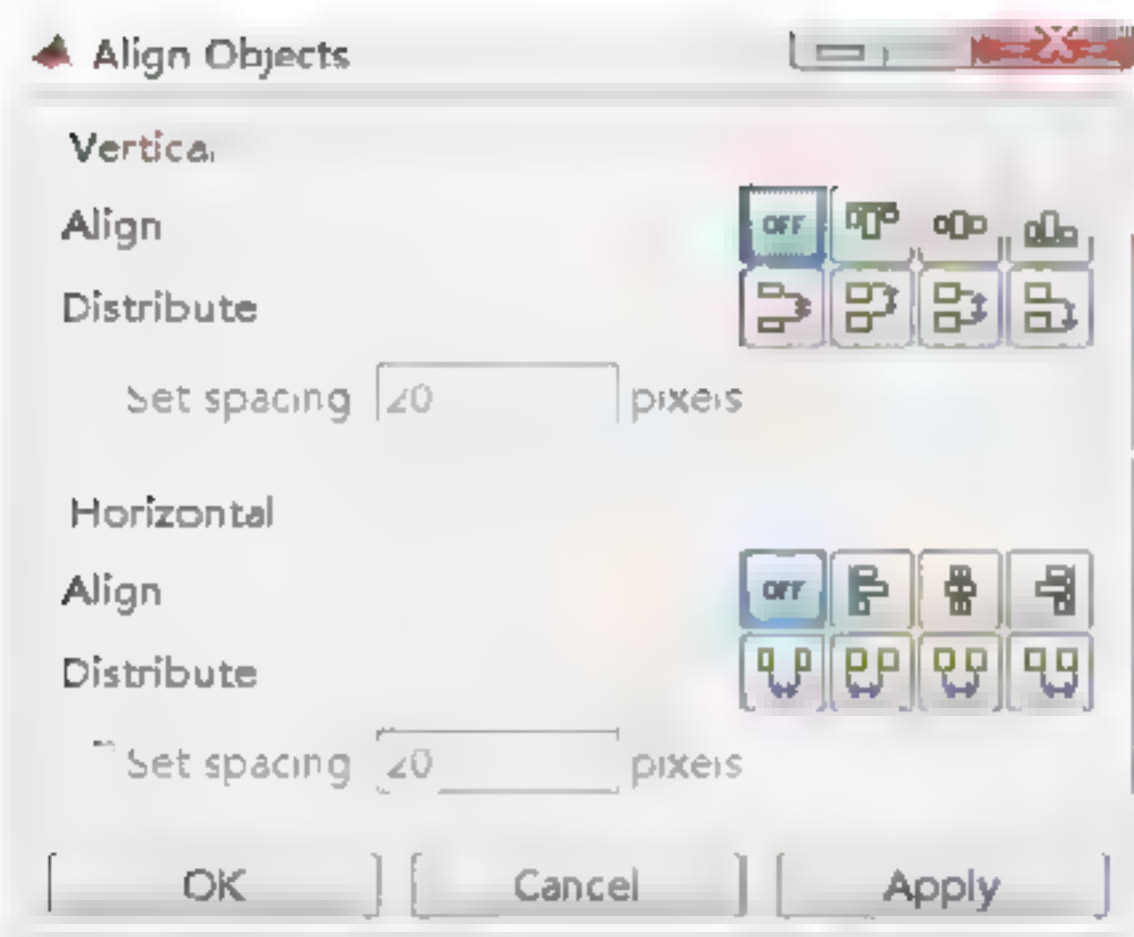 Align Objects
Vertical
Align OFF
Distribute
Set spacing 20 pixels
Horizontal
Align OFF
Distribute
Set spacing 20 pixels
OK Cancel Apply